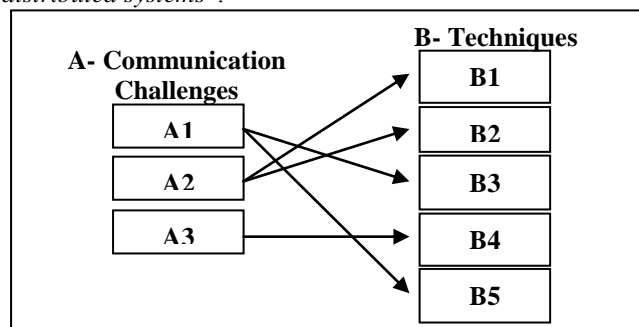 distributed systems"?
A- Communication
Challenges
A1
A2
A3
B- Techniques
B1
B2
B3
B4
B5